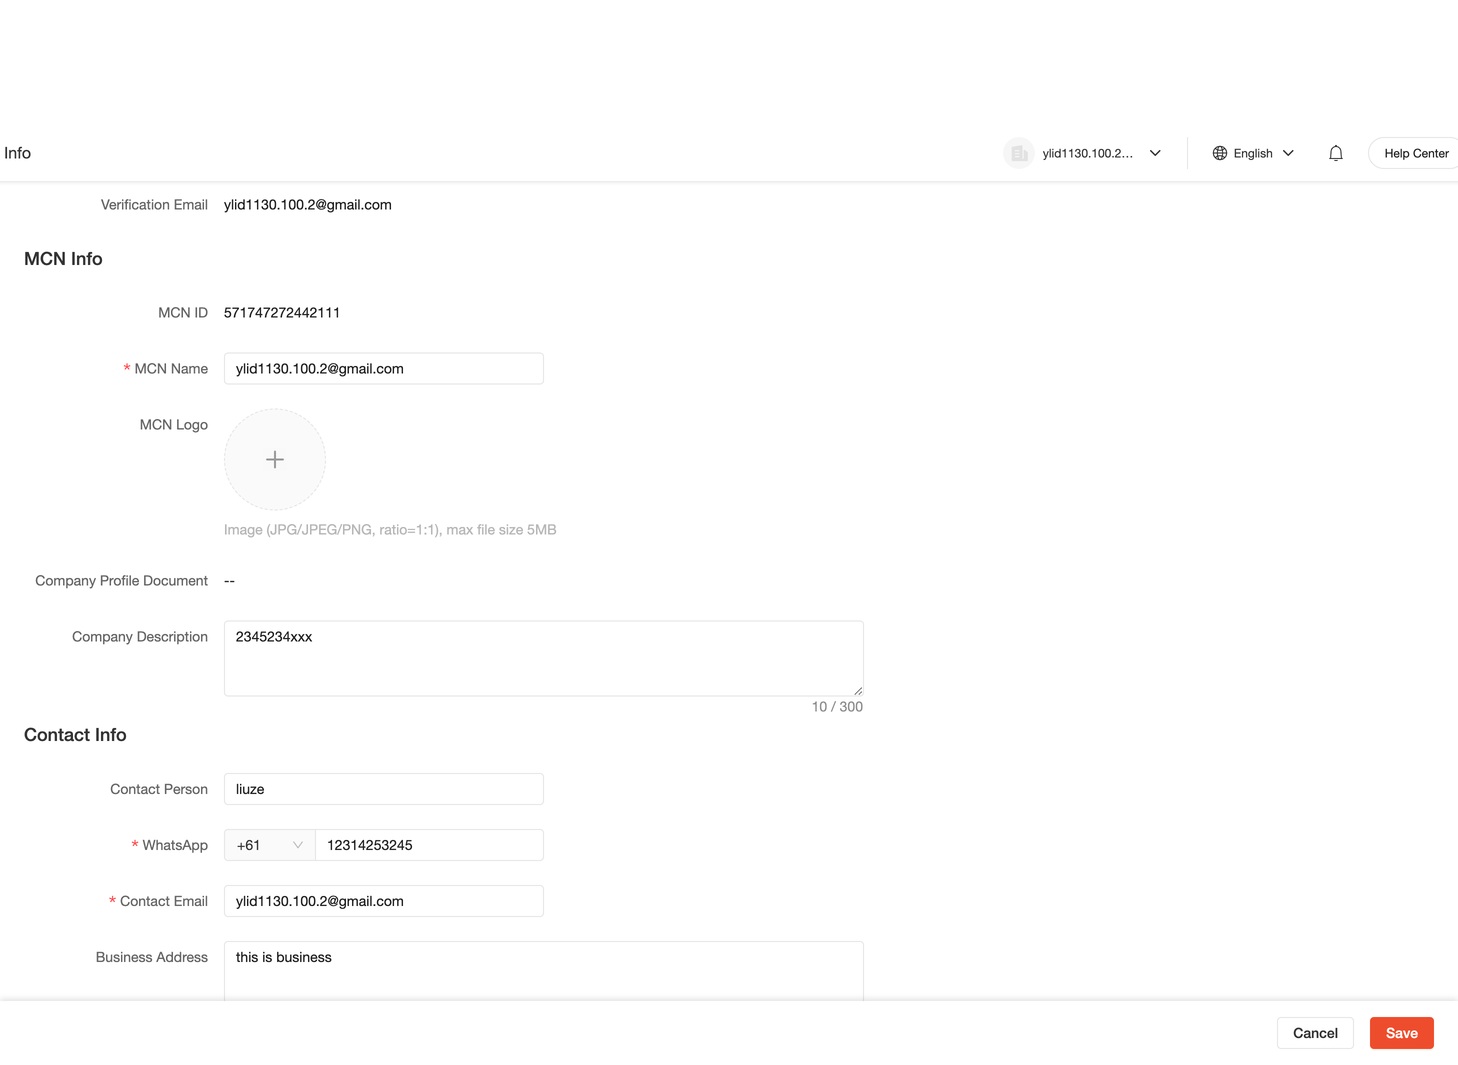 Info
ylid1130.100.2...
English
Help Center
Verification Email ylid1130.100.2@gmail.com
MCN Info
MCN ID 571747272442111
* MCN Name ylid1130.100.2@gmail.com
MCN Logo
Image (JPG/JPEG/PNG, ratio=1:1), max file size 5MB
Company Profile Document --
Company Description 2345234xxx
10 / 300
Contact Info
Contact Person liuze
* WhatsApp +61 12314253245
* Contact Email ylid1130.100.2@gmail.com
Business Address this is business
Cancel Save